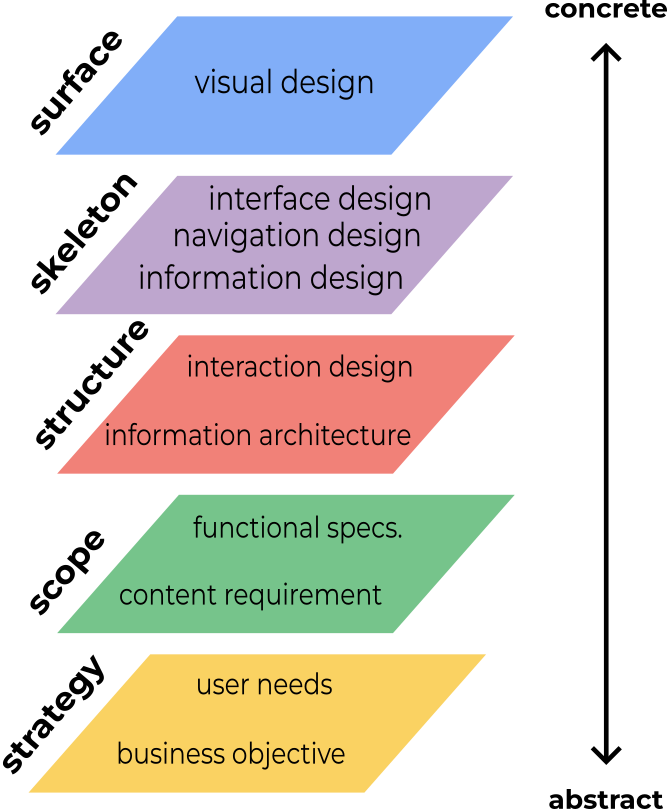 concrete
surface
visual design
skeleton
interface design
navigation design
information design
structure
interaction design
information architecture
scope
functional specs.
content requirement
strategy
user needs
business objective
abstract